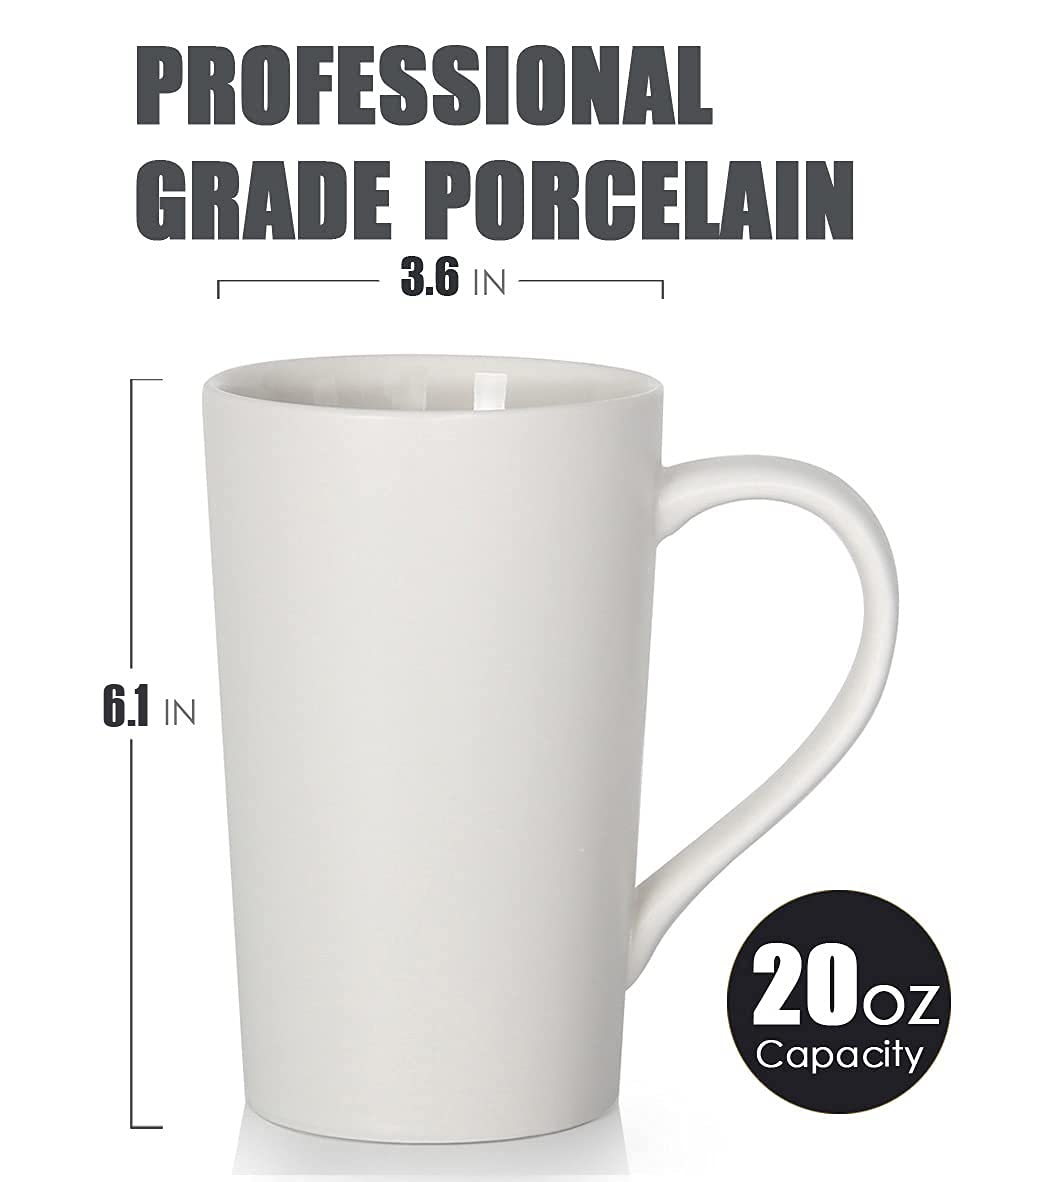 PROFESSIONAL
GRADE PORCELAIN
3.6 IN
6.1 IN
20oz
Capacity